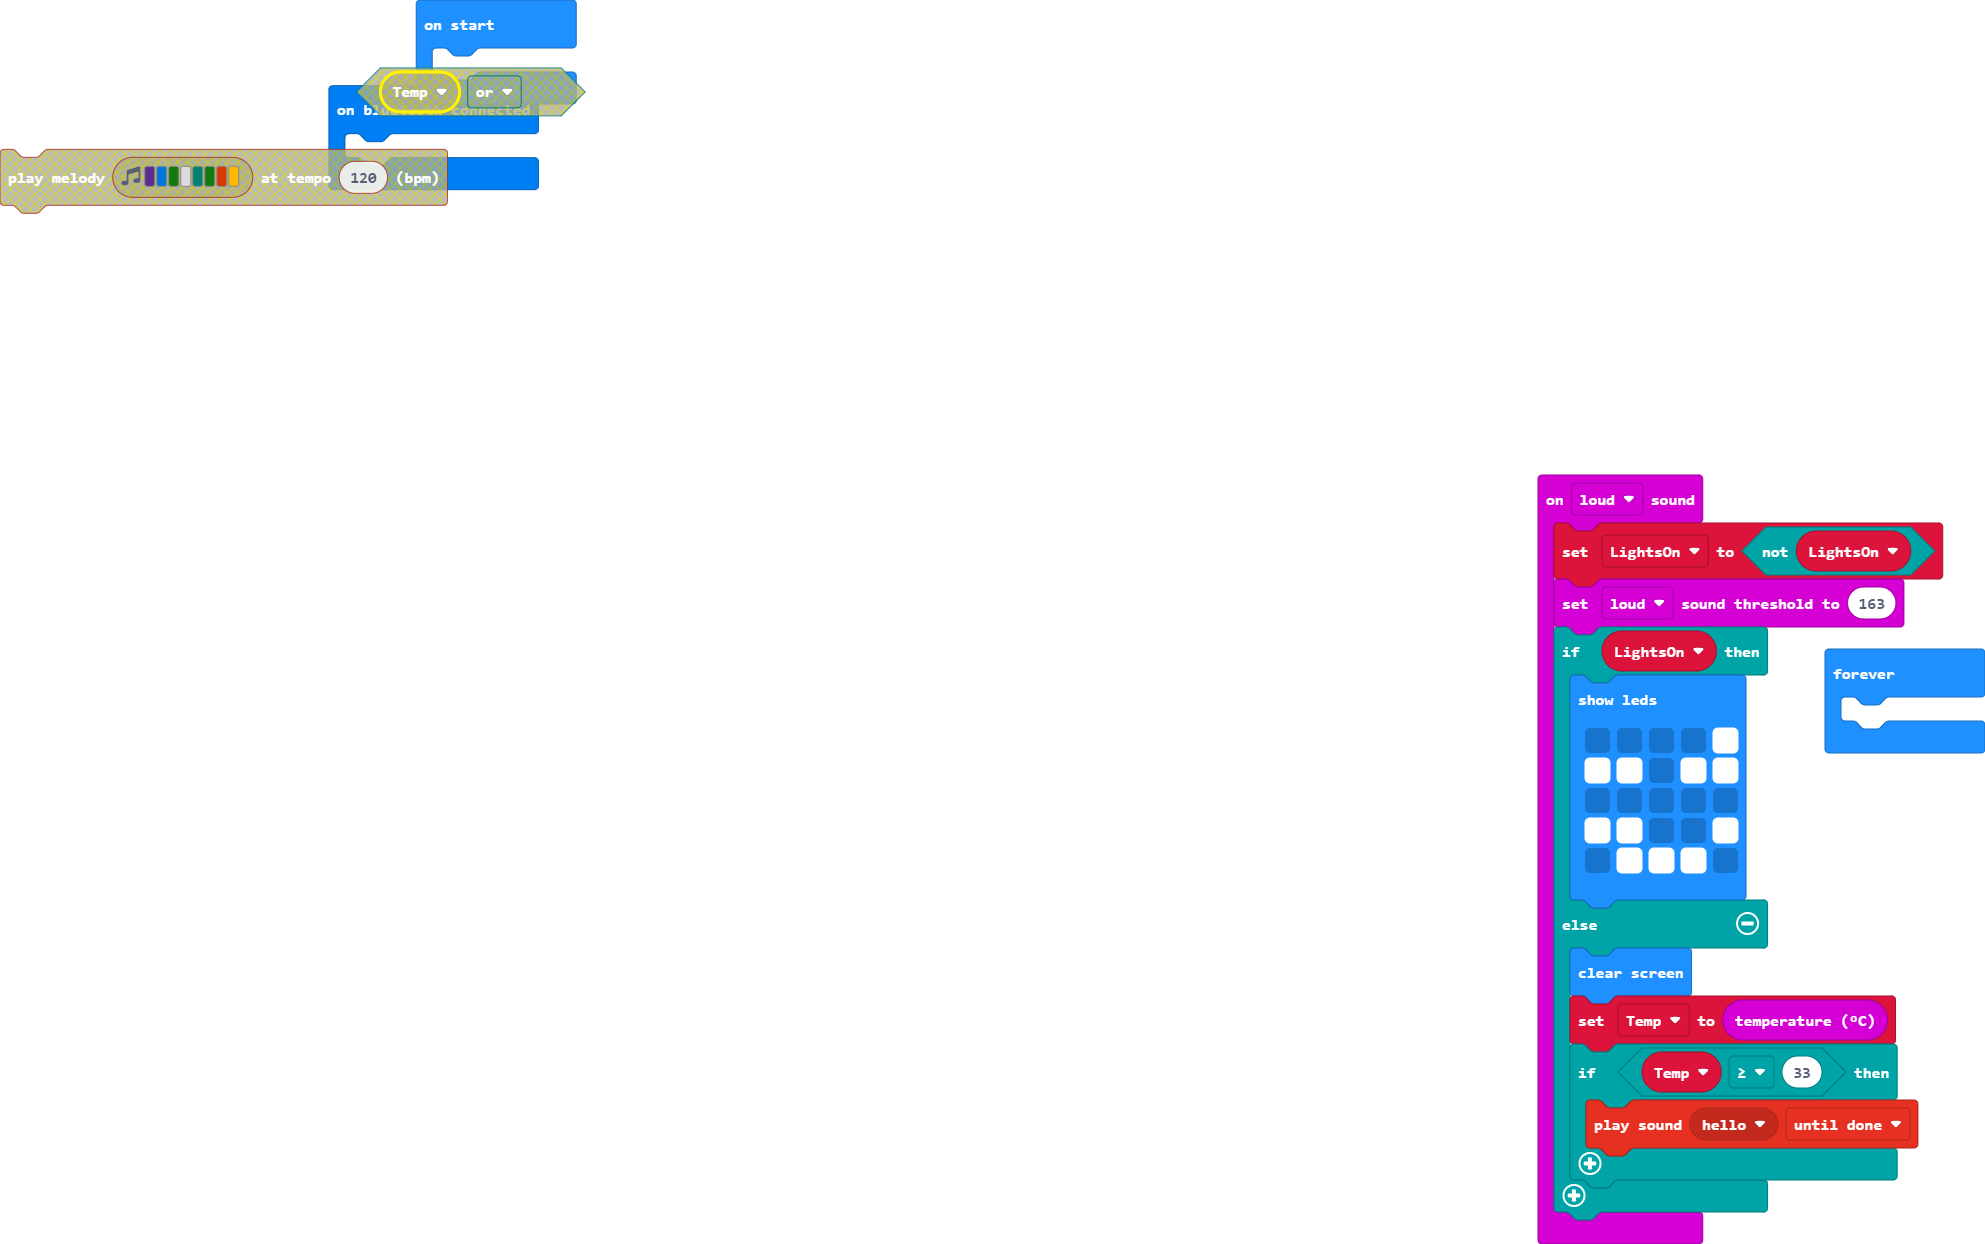 on start
Temp or
on connected
play melody at tempo 120 (bpm)
on loud sound
set LightsOn to not LightsOn
set loud sound threshold to 163
if LightsOn then
show leds
forever
else
clear screen
set Temp to temperature (ºC)
if Temp ≥ 33 then
play sound hello until done